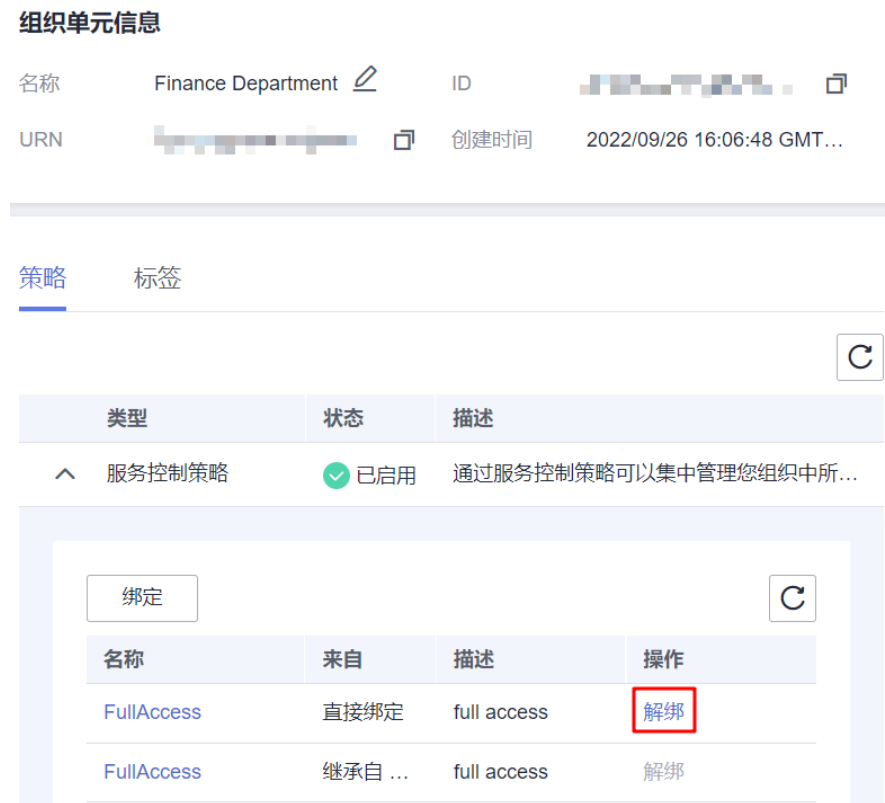 组织单元信息
名称 Finance Department ID
URN 创建时间 2022/09/26 16:06:48 GMT…
策略 标签
类型 状态 描述
服务控制策略 已启用 通过服务控制策略可以集中管理您组织中所…
绑定
名称 来自 描述 操作
FullAccess 直接绑定 full access 解绑
FullAccess 继承自 … full access 解绑